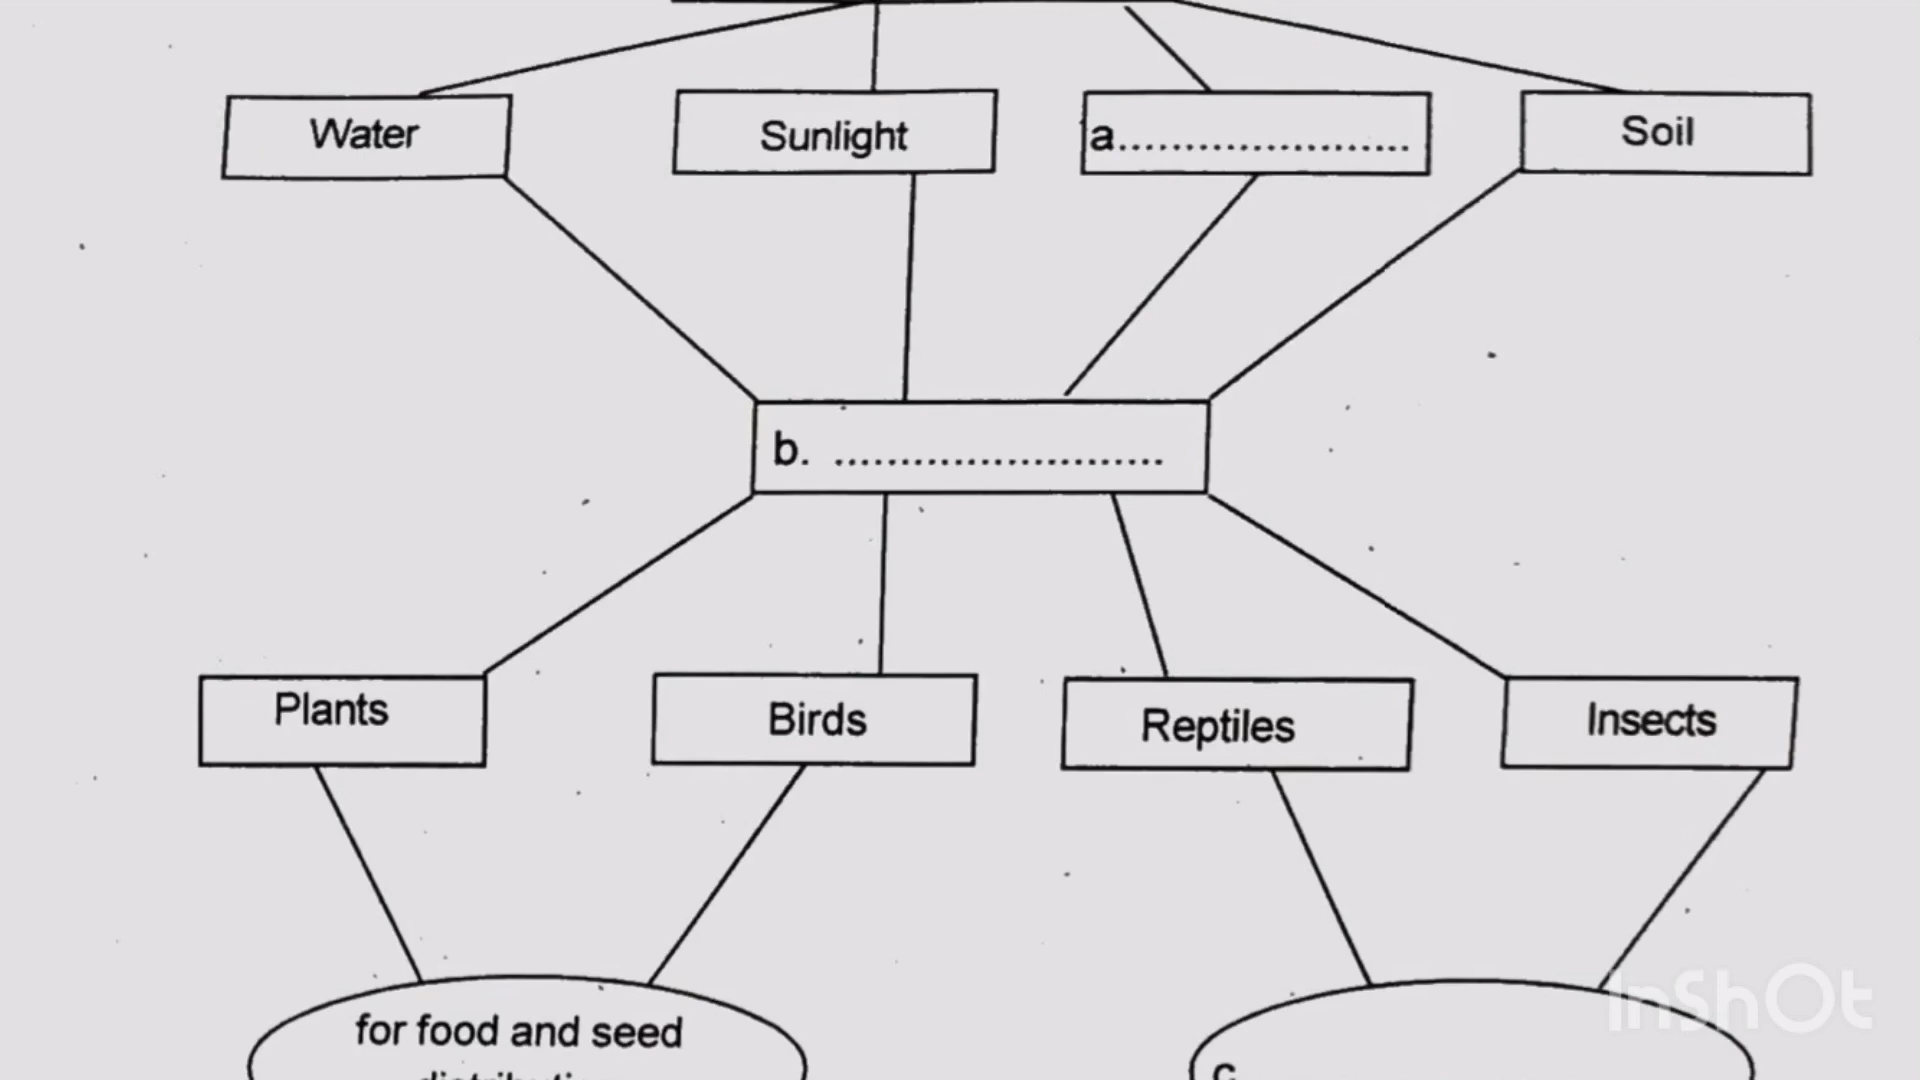 Water
Sunlight
a.....................
Soil
b. .........................
Plants
Birds
Reptiles
Insects
for food and seed
c
InShOt